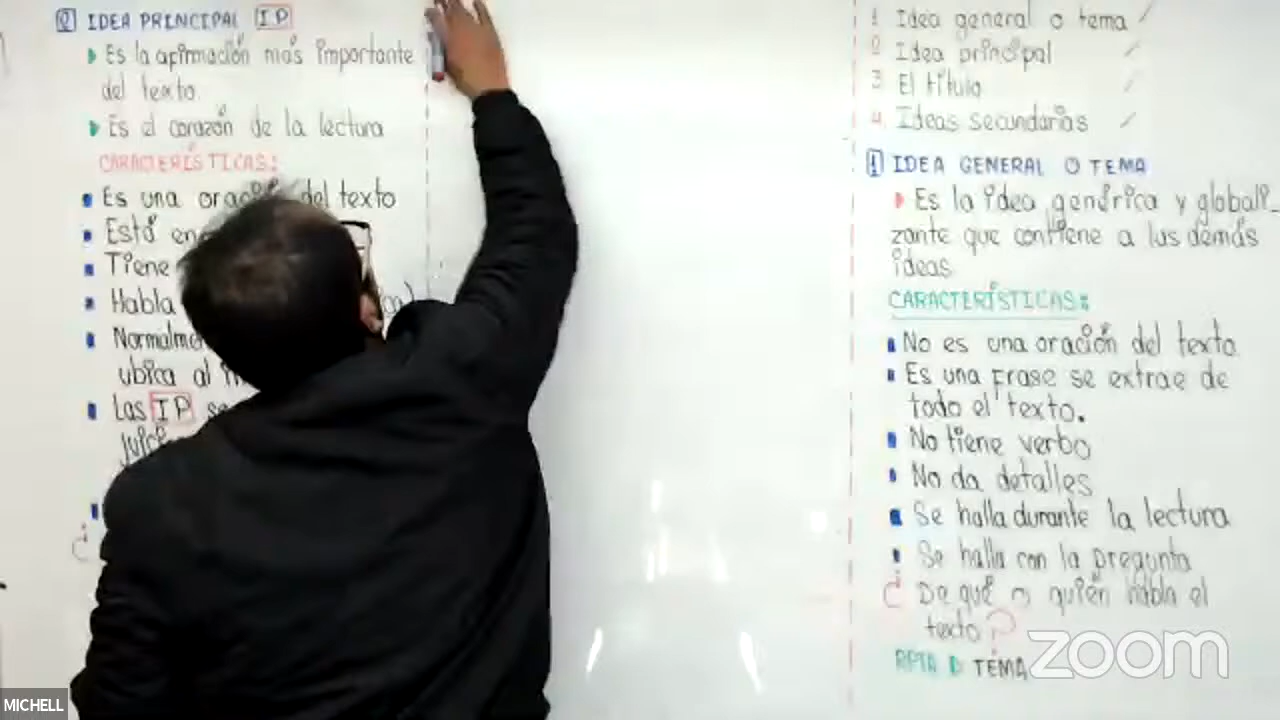 2 IDEA PRINCIPAL IP
Es la afirmación más importante
del texto.
Es el corazón de la lectura
CARACTERÍSTICAS:
Es una oración del texto
Está en
Tiene
Habla
Normalme
ubica al
Las IP se
¿
1 Idea general o tema
2 Idea principal
3 El título
4. Ideas secundarias
1 IDEA GENERAL O TEMA
Es la idea genérica y globali_
zante que contiene a las demás
ideas
CARACTERÍSTICAS:
No es una oración del texto
Es una frase se extrae de
todo el texto.
No tiene verbo
No da detalles
Se halla durante la lectura
Se halla con la pregunta
¿ De qué o quién habla el
texto ?
RPTA TEMA
zoom
MICHELL